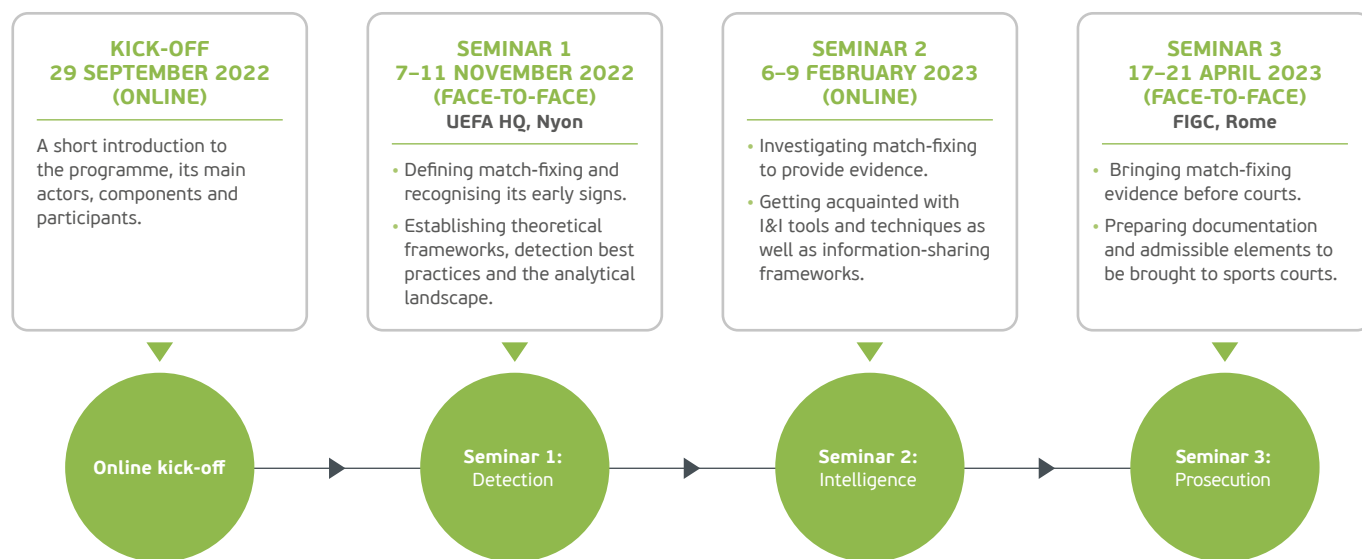 KICK-OFF
29 SEPTEMBER 2022
(ONLINE)
A short introduction to
the programme, its main
actors, components and
participants.
SEMINAR 1
7–11 NOVEMBER 2022
(FACE-TO-FACE)
UEFA HQ, Nyon
• Defining match-fixing and
recognising its early signs.
• Establishing theoretical
frameworks, detection best
practices and the analytical
landscape.
SEMINAR 2
6–9 FEBRUARY 2023
(ONLINE)
• Investigating match-fixing
to provide evidence.
• Getting acquainted with
I&I tools and techniques as
well as information-sharing
frameworks.
SEMINAR 3
17–21 APRIL 2023
(FACE-TO-FACE)
FIGC, Rome
• Bringing match-fixing
evidence before courts.
• Preparing documentation
and admissible elements to
be brought to sports courts.
Online kick-off
Seminar 1:
Detection
Seminar 2:
Intelligence
Seminar 3:
Prosecution